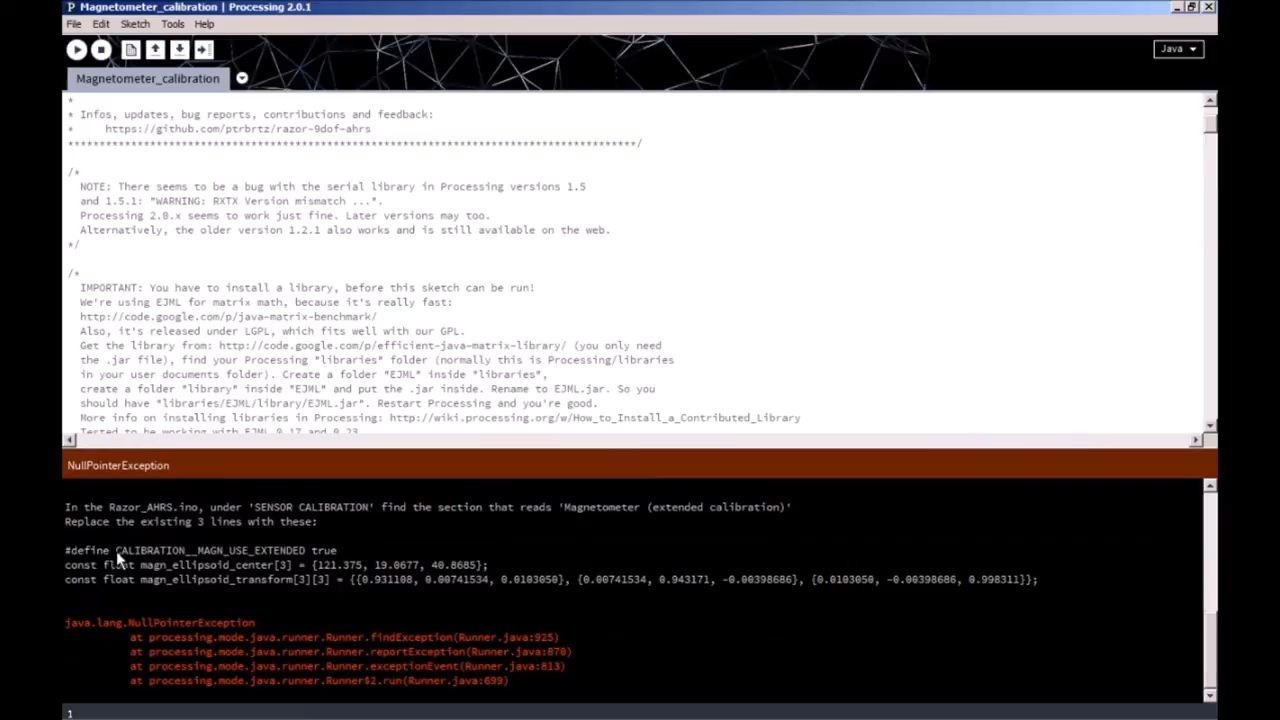 Magnetometer_calibration | Processing 2.0.1
File Edit Sketch Tools Help
Java
Magnetometer_calibration
*
* Infos, updates, bug reports, contributions and feedback:
*     https://github.com/ptrbrtz/razor-9dof-ahrs
******************************************************************************************/
/*
NOTE: There seems to be a bug with the serial library in Processing versions 1.5
and 1.5.1: "WARNING: RXTX Version mismatch ...".
Processing 2.0.x seems to work just fine. Later versions may too.
Alternatively, the older version 1.2.1 also works and is still available on the web.
*/
/*
IMPORTANT: You have to install a library, before this sketch can be run!
We're using EJML for matrix math, because it's really fast:
http://code.google.com/p/java-matrix-benchmark/
Also, it's released under LGPL, which fits well with our GPL.
Get the library from: http://code.google.com/p/efficient-java-matrix-library/ (you only need
the .jar file), find your Processing "libraries" folder (normally this is Processing/libraries
in your user documents folder). Create a folder "EJML" inside "libraries",
create a folder "library" inside "EJML" and put the .jar inside. Rename to EJML.jar. So you
should have "libraries/EJML/library/EJML.jar". Restart Processing and you're good.
More info on installing libraries in Processing: http://wiki.processing.org/w/How_to_Install_a_Contributed_Library
Tested to be working with EJML 0.17 and 0.23
NullPointerException
In the Razor_AHRS.ino, under 'SENSOR CALIBRATION' find the section that reads 'Magnetometer (extended calibration)'
Replace the existing 3 lines with these:
#define CALIBRATION__MAGN_USE_EXTENDED true
const float magn_ellipsoid_center[3] = {121.375, 19.0677, 40.8685};
const float magn_ellipsoid_transform[3][3] = {{0.931108, 0.00741534, 0.0103050}, {0.00741534, 0.943171, -0.00398686}, {0.0103050, -0.00398686, 0.998311}};
java.lang.NullPointerException
at processing.mode.java.runner.Runner.findException(Runner.java:925)
at processing.mode.java.runner.Runner.reportException(Runner.java:870)
at processing.mode.java.runner.Runner.exceptionEvent(Runner.java:813)
at processing.mode.java.runner.Runner$2.run(Runner.java:699)
1